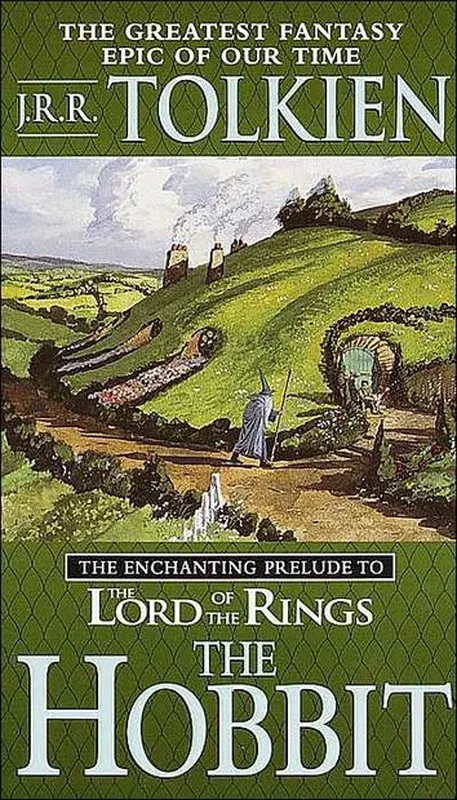 THE GREATEST FANTASY
EPIC OF OUR TIME
J.R.R. TOLKIEN
THE ENCHANTING PRELUDE TO
THE LORD OF THE RINGS
THE
HOBBIT